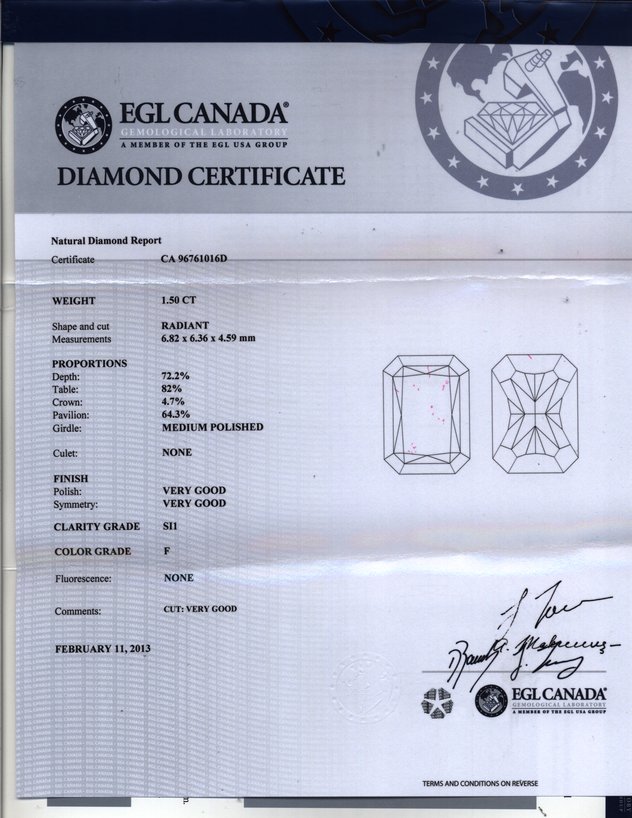 EGL CANADA®
GEMOLOGICAL LABORATORY
A MEMBER OF THE EGL USA GROUP
DIAMOND CERTIFICATE
Natural Diamond Report
Certificate CA 96761016D
WEIGHT 1.50 CT
Shape and cut RADIANT
Measurements 6.82 x 6.36 x 4.59 mm
PROPORTIONS
Depth: 72.2%
Table: 82%
Crown: 4.7%
Pavilion: 64.3%
Girdle: MEDIUM POLISHED
Culet: NONE
FINISH
Polish: VERY GOOD
Symmetry: VERY GOOD
CLARITY GRADE SI1
COLOR GRADE F
Fluorescence: NONE
Comments: CUT: VERY GOOD
FEBRUARY 11, 2013
EGL CANADA®
GEMOLOGICAL LABORATORY
A MEMBER OF THE EGL USA GROUP
TERMS AND CONDITIONS ON REVERSE